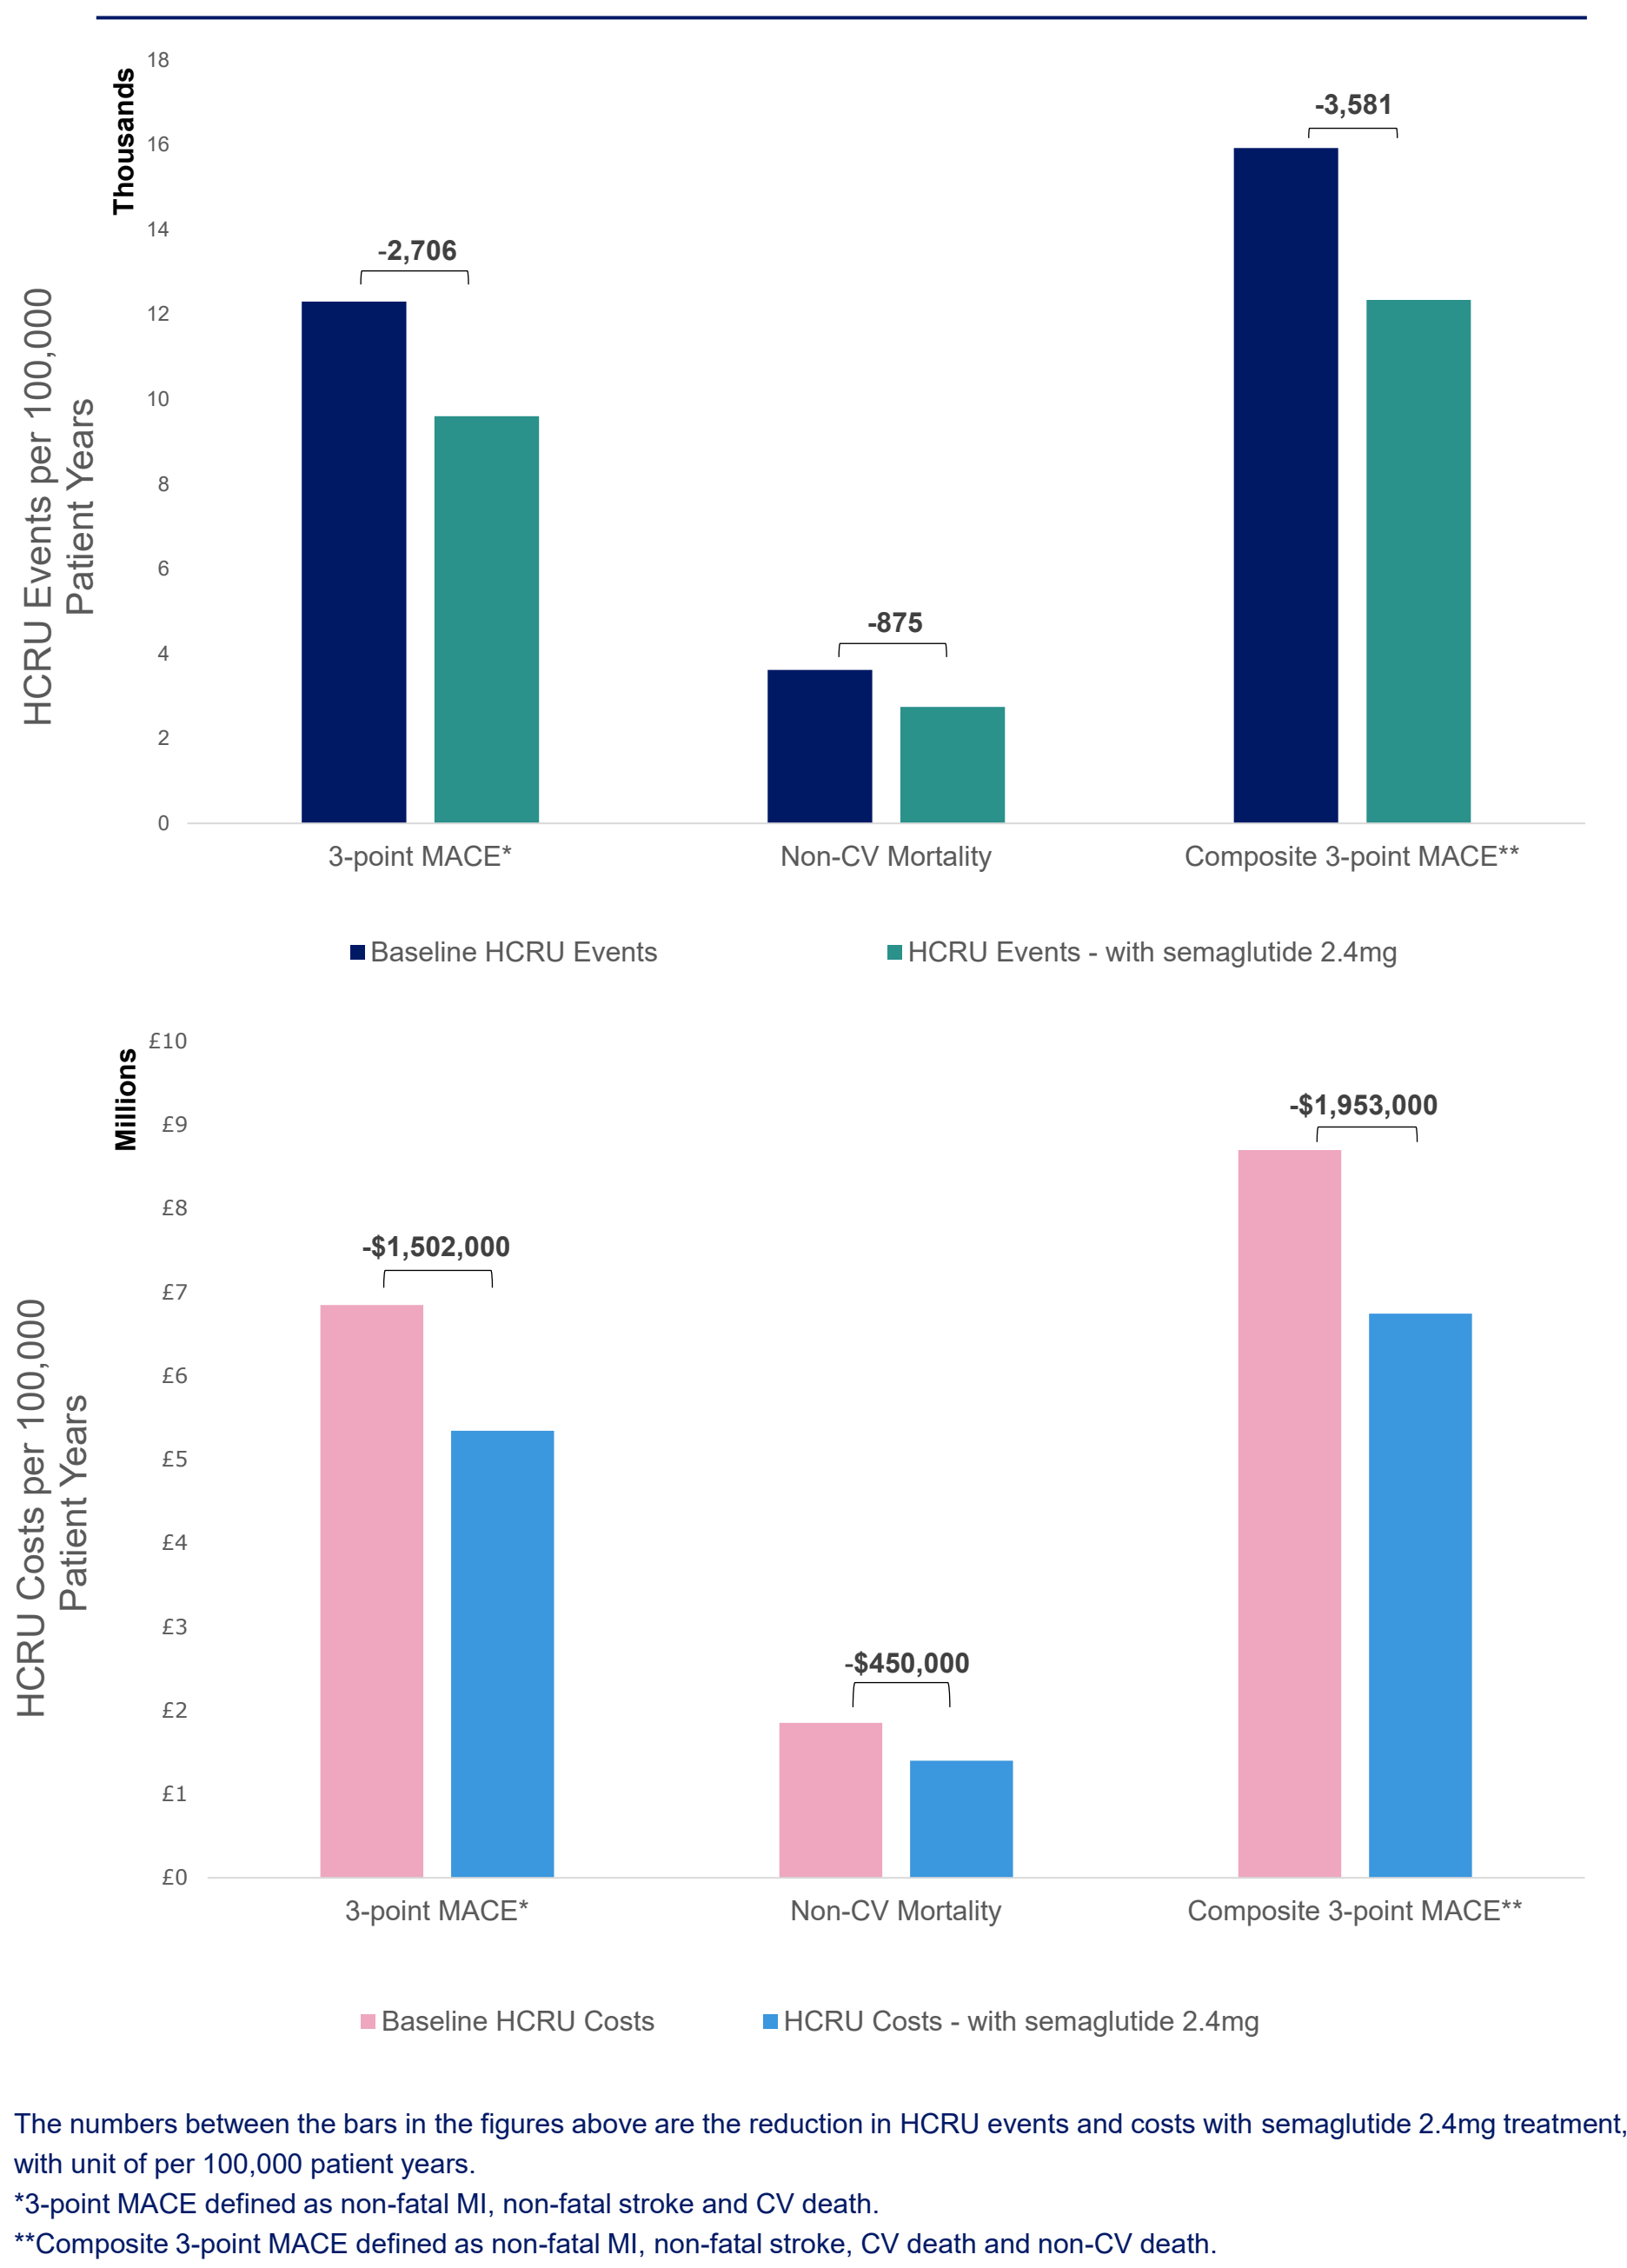 Thousands
HCRU Events per 100,000
Patient Years
18
16
14
12
10
8
6
4
2
0
-2,706
-875
-3,581
3-point MACE*
Non-CV Mortality
Composite 3-point MACE**
Baseline HCRU Events
HCRU Events - with semaglutide 2.4mg
Millions
HCRU Costs per 100,000
Patient Years
£10
£9
£8
£7
£6
£5
£4
£3
£2
£1
£0
-$1,502,000
-$450,000
-$1,953,000
3-point MACE*
Non-CV Mortality
Composite 3-point MACE**
Baseline HCRU Costs
HCRU Costs - with semaglutide 2.4mg
The numbers between the bars in the figures above are the reduction in HCRU events and costs with semaglutide 2.4mg treatment,
with unit of per 100,000 patient years.
*3-point MACE defined as non-fatal MI, non-fatal stroke and CV death.
**Composite 3-point MACE defined as non-fatal MI, non-fatal stroke, CV death and non-CV death.